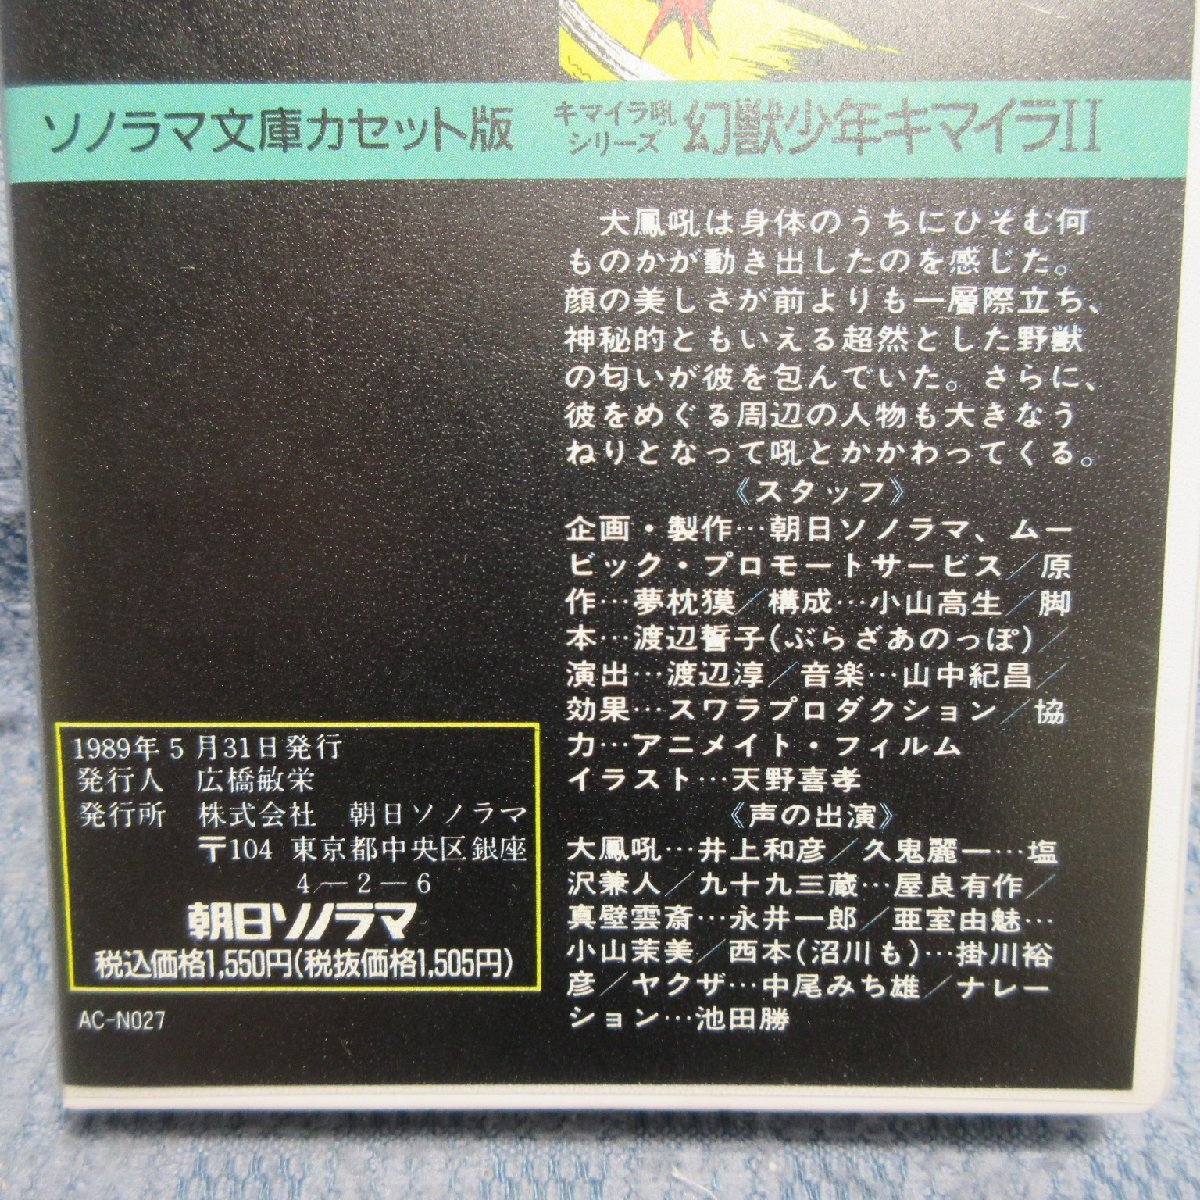 ソノラマ文庫カセット版 キマイラ吼シリーズ 幻獣少年キマイラII
大鳳吼は身体のうちにひそむ何
ものかが動き出したのを感じた。
顔の美しさが前よりも一層際立ち、
神秘的ともいえる超然とした野獣
の匂いが彼を包んでいた。さらに、
彼をめぐる周辺の人物も大きなう
ねりとなって吼とかかわってくる。
《スタッフ》
企画・製作…朝日ソノラマ、ムー
ビック・プロモートサービス／原
作…夢枕獏／構成…小山高生／脚
本…渡辺誓子(ぶらざあのっぽ)／
演出…渡辺淳／音楽…山中紀昌／
効果…スワラプロダクション／協
力…アニメイト・フィルム
イラスト…天野喜孝
《声の出演》
大鳳吼…井上和彦／久鬼麗一…塩
沢兼人／九十九三蔵…屋良有作／
真壁雲斎…永井一郎／亜室由魅…
小山茉美／西本(沼川も)…掛川裕
彦／ヤクザ…中尾みち雄／ナレー
ション…池田勝
1989年5月31日発行
発行人 広橋敏栄
発行所 株式会社 朝日ソノラマ
〒104 東京都中央区銀座
4－2－6
朝日ソノラマ
税込価格1,550円(税抜価格1,505円)
AC-N027